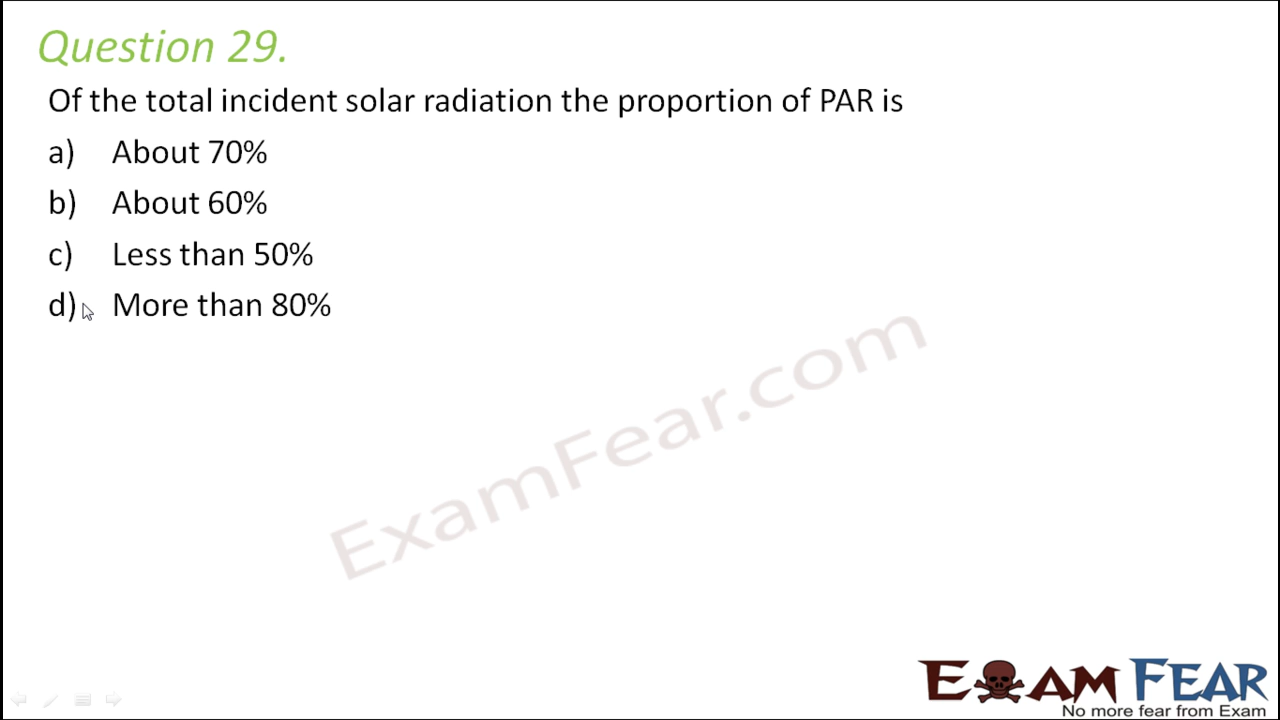 Question 29.
Of the total incident solar radiation the proportion of PAR is
a) About 70%
b) About 60%
c) Less than 50%
d) More than 80%
ExamFear.com
EXAM FEAR
No more fear from Exam